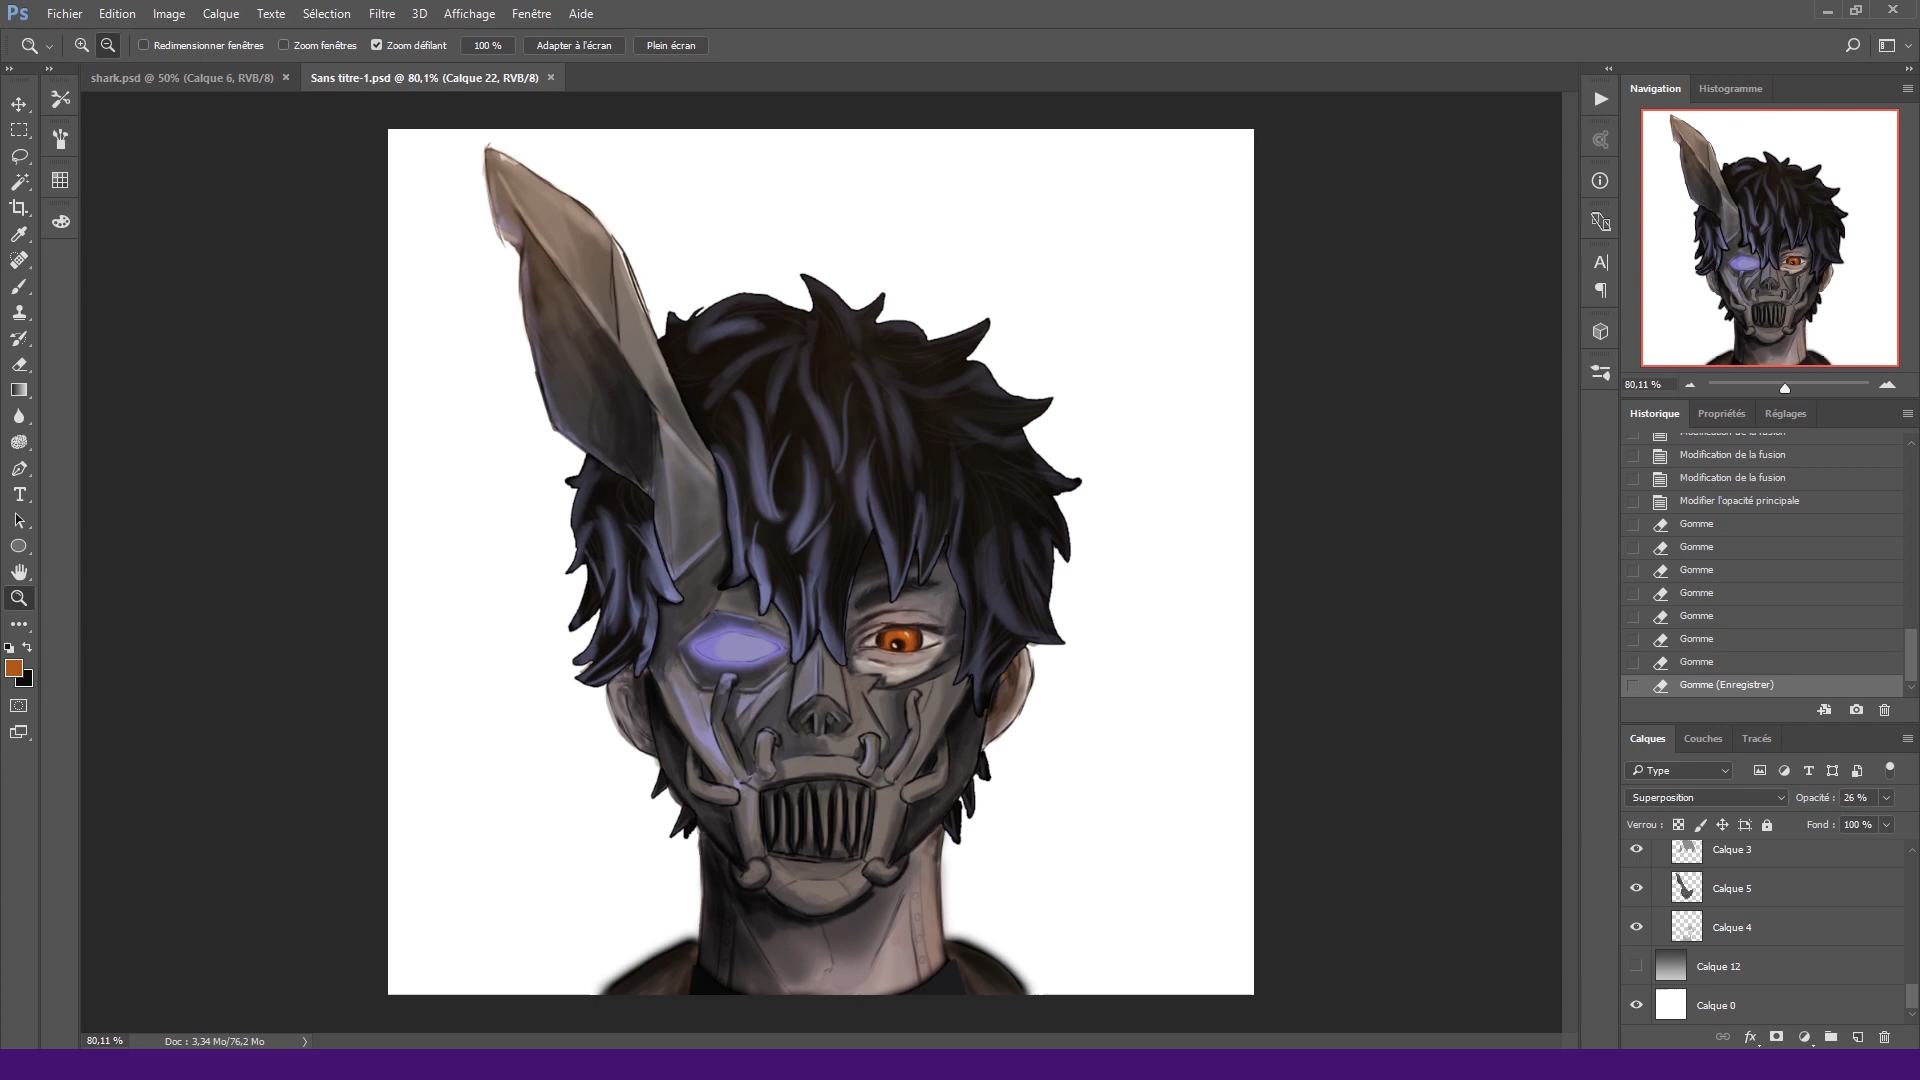 Ps Fichier Edition Image Calque Texte Sélection Filtre 3D Affichage Fenêtre Aide
Redimensionner fenêtres Zoom fenêtres Zoom défilant 100 % Adapter à l'écran Plein écran
shark.psd @ 50% (Calque 6, RVB/8) × Sans titre-1.psd @ 80,1% (Calque 22, RVB/8) ×
Navigation Histogramme
80,11 %
Historique Propriétés Réglages
Modification de la fusion
Modification de la fusion
Modification de la fusion
Modifier l'opacité principale
Gomme
Gomme
Gomme
Gomme
Gomme
Gomme
Gomme
Gomme (Enregistrer)
Calques Couches Tracés
Type
Superposition Opacité : 26 %
Verrou : Fond : 100 %
Calque 3
Calque 5
Calque 4
Calque 12
Calque 0
fx
80,11 % Doc : 3,34 Mo/76,2 Mo